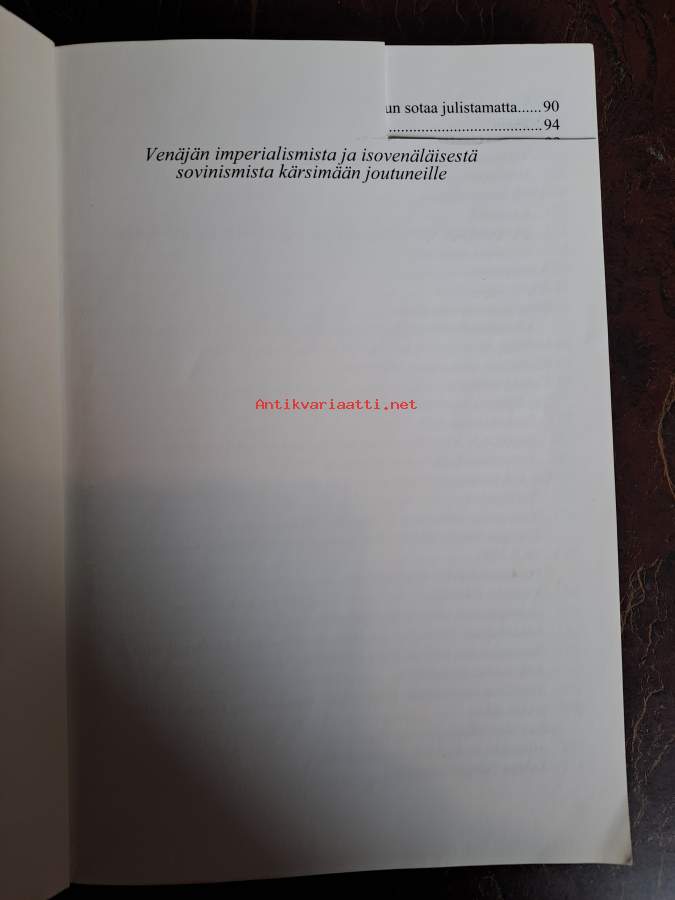 un sotaa julistamatta......90
94
Venäjän imperialismista ja isovenäläisestä
sovinismista kärsimään joutuneille
Antikvariaatti.net